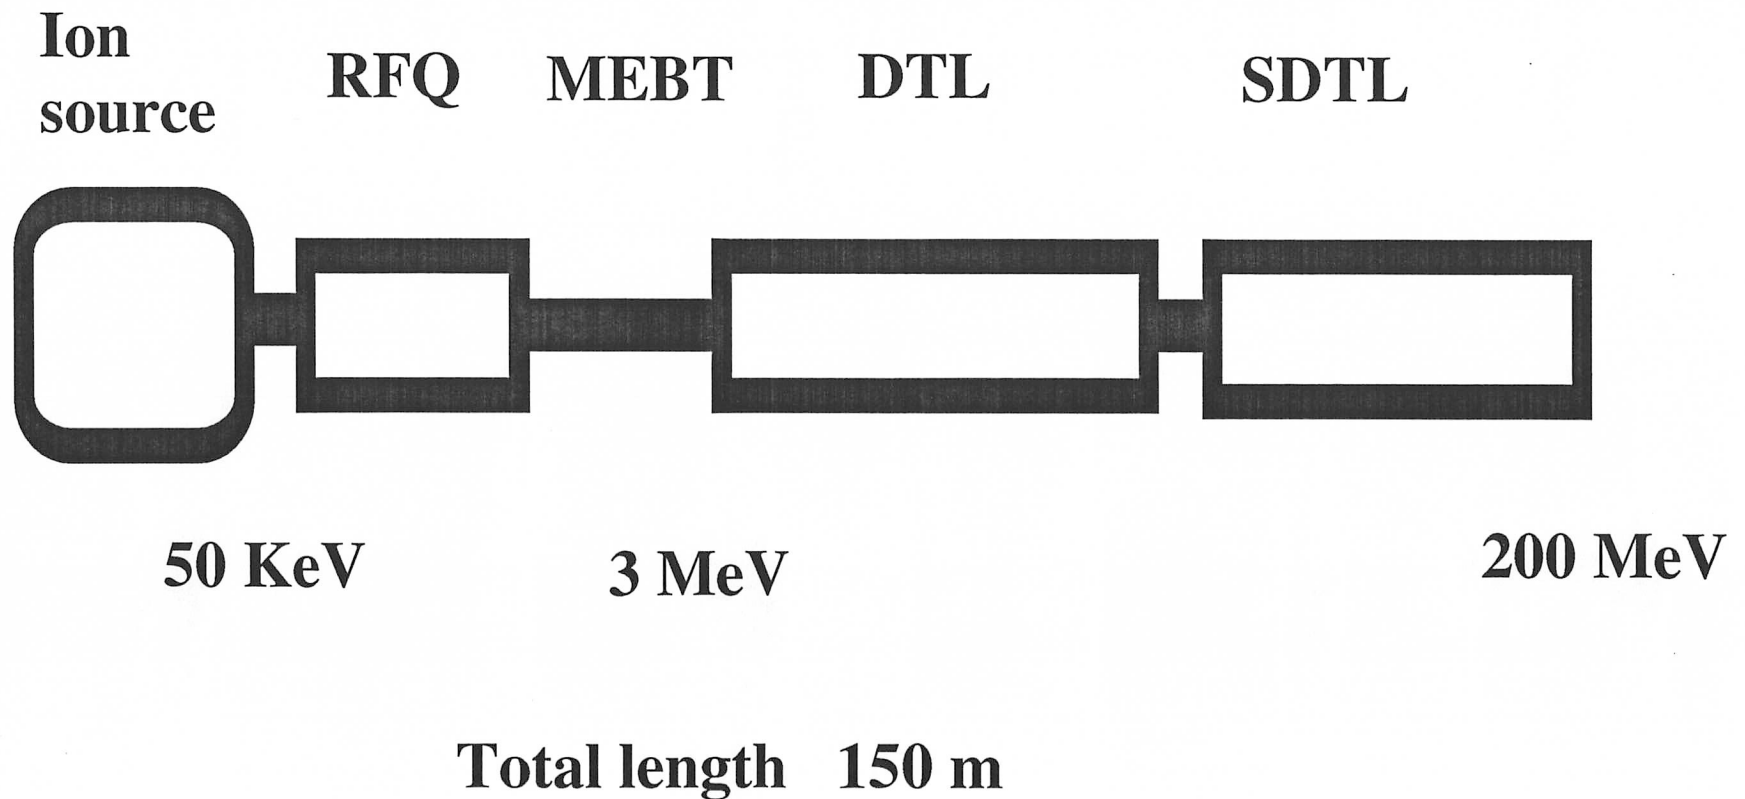 Ion
source
RFQ
MEBT
DTL
SDTL
50 KeV
3 MeV
200 MeV
Total length 150 m